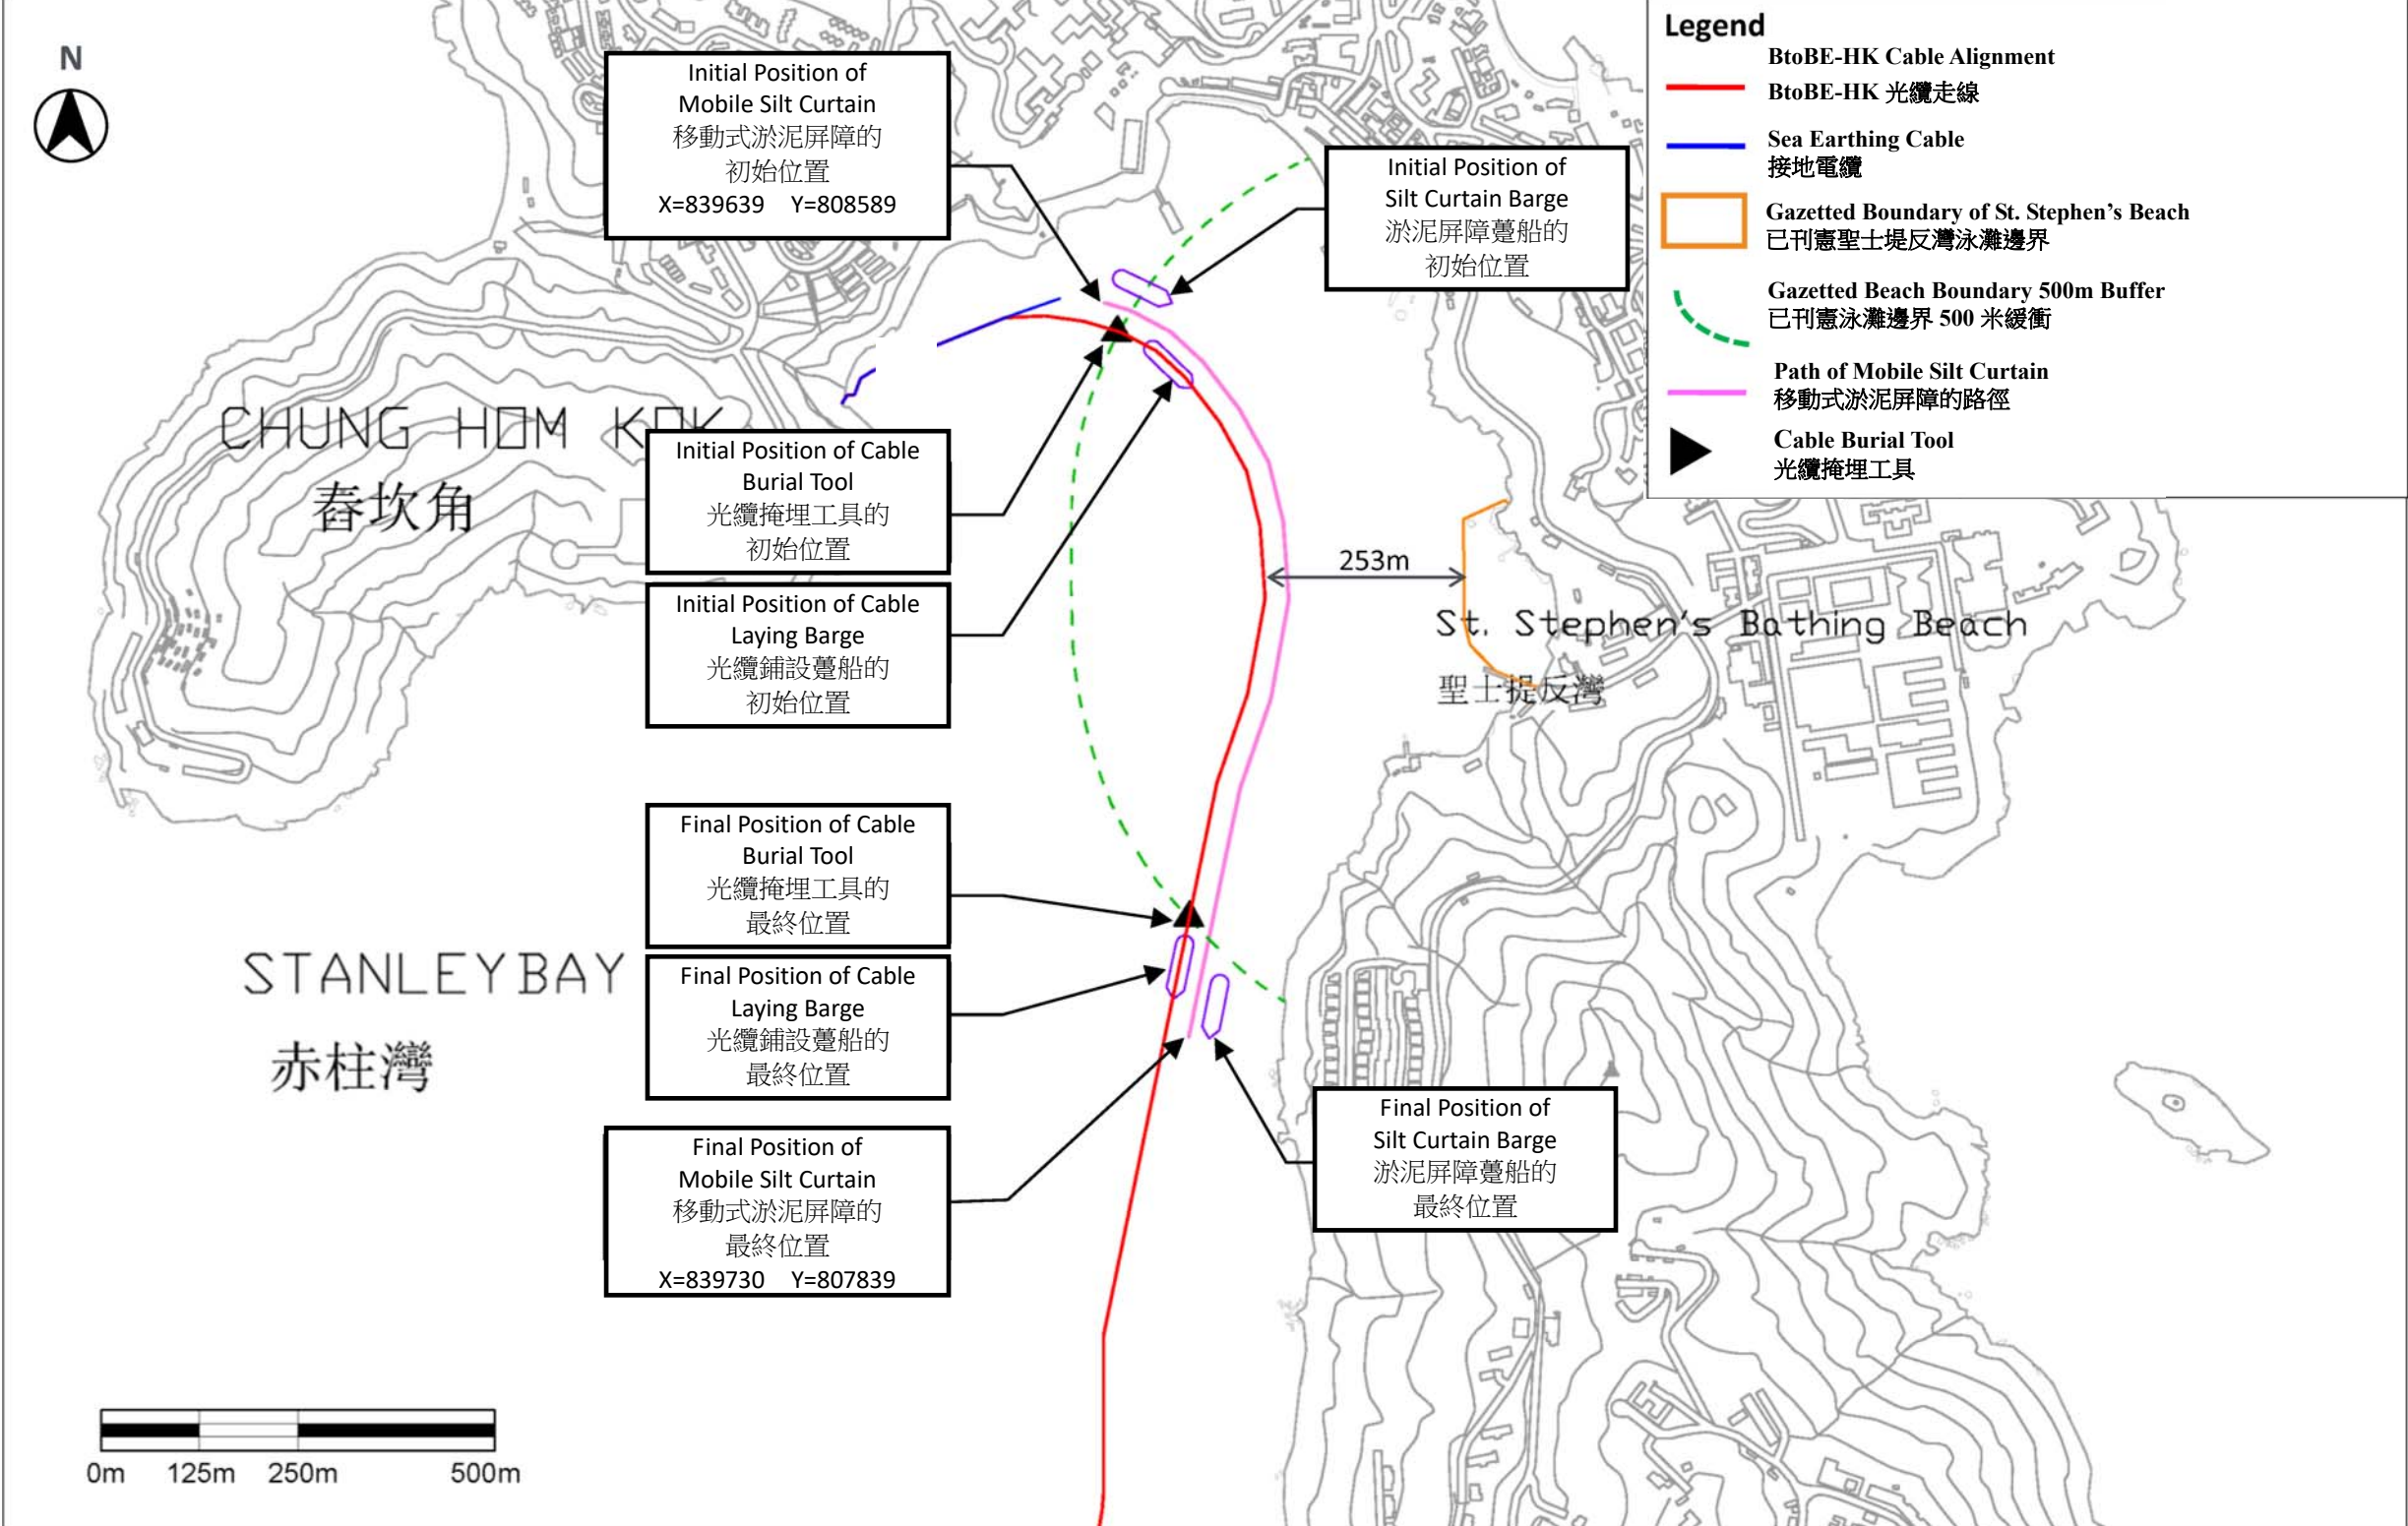 N
Initial Position of
Mobile Silt Curtain
移動式淤泥屏障的
初始位置
X=839639 Y=808589
Initial Position of
Silt Curtain Barge
淤泥屏障躉船的
初始位置
Legend
BtoBE-HK Cable Alignment
BtoBE-HK 光纜走線
Sea Earthing Cable
接地電纜
Gazetted Boundary of St. Stephen's Beach
已刊憲聖士堤反灣泳灘邊界
Gazetted Beach Boundary 500m Buffer
已刊憲泳灘邊界 500 米緩衝
Path of Mobile Silt Curtain
移動式淤泥屏障的路徑
Cable Burial Tool
光纜掩埋工具
CHUNG HOM KOK
舂坎角
Initial Position of Cable
Burial Tool
光纜掩埋工具的
初始位置
Initial Position of Cable
Laying Barge
光纜鋪設躉船的
初始位置
253m
St. Stephen's Bathing Beach
聖士提反灣
Final Position of Cable
Burial Tool
光纜掩埋工具的
最終位置
STANLEY BAY
赤柱灣
Final Position of Cable
Laying Barge
光纜鋪設躉船的
最終位置
Final Position of
Mobile Silt Curtain
移動式淤泥屏障的
最終位置
X=839730 Y=807839
Final Position of
Silt Curtain Barge
淤泥屏障躉船的
最終位置
0m 125m 250m 500m